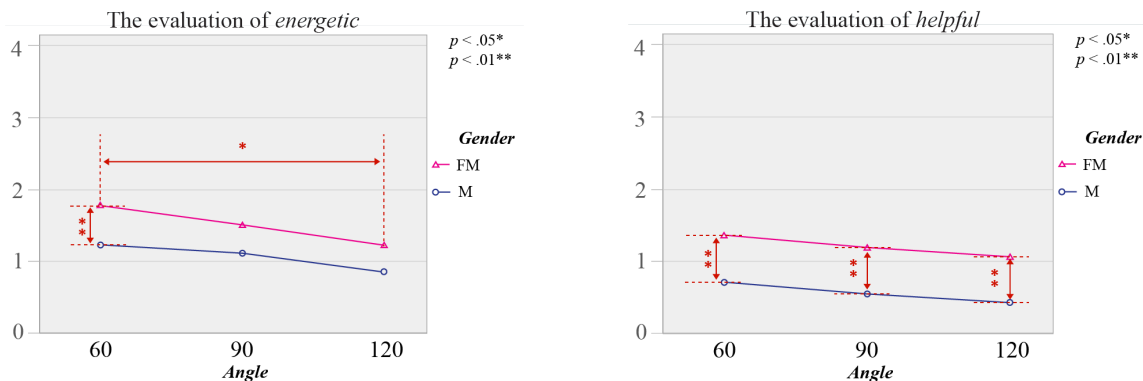 The evaluation of energetic
p < .05*
p < .01**
4
3
2
1
0
*
**
Gender
FM
M
60 90 120
Angle
The evaluation of helpful
p < .05*
p < .01**
4
3
2
1
0
**
**
**
Gender
FM
M
60 90 120
Angle